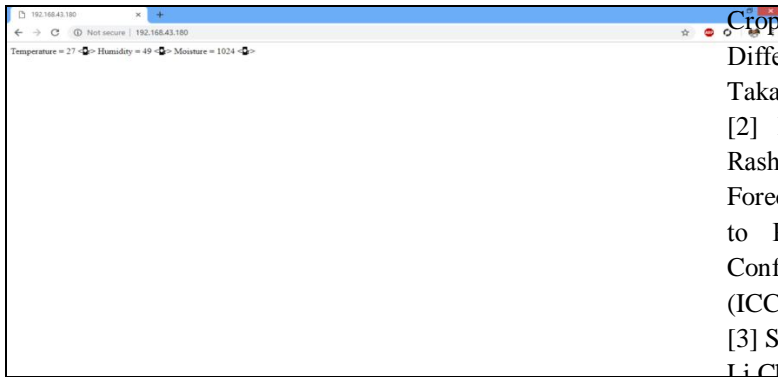 192.168.43.180
Not secure | 192.168.43.180
Temperature = 27 <> Humidity = 49 <> Moisture = 1024 <>
Crop
Diffe
Taka
[2]
Rash
Fore
to
Conf
(ICC
[3] S